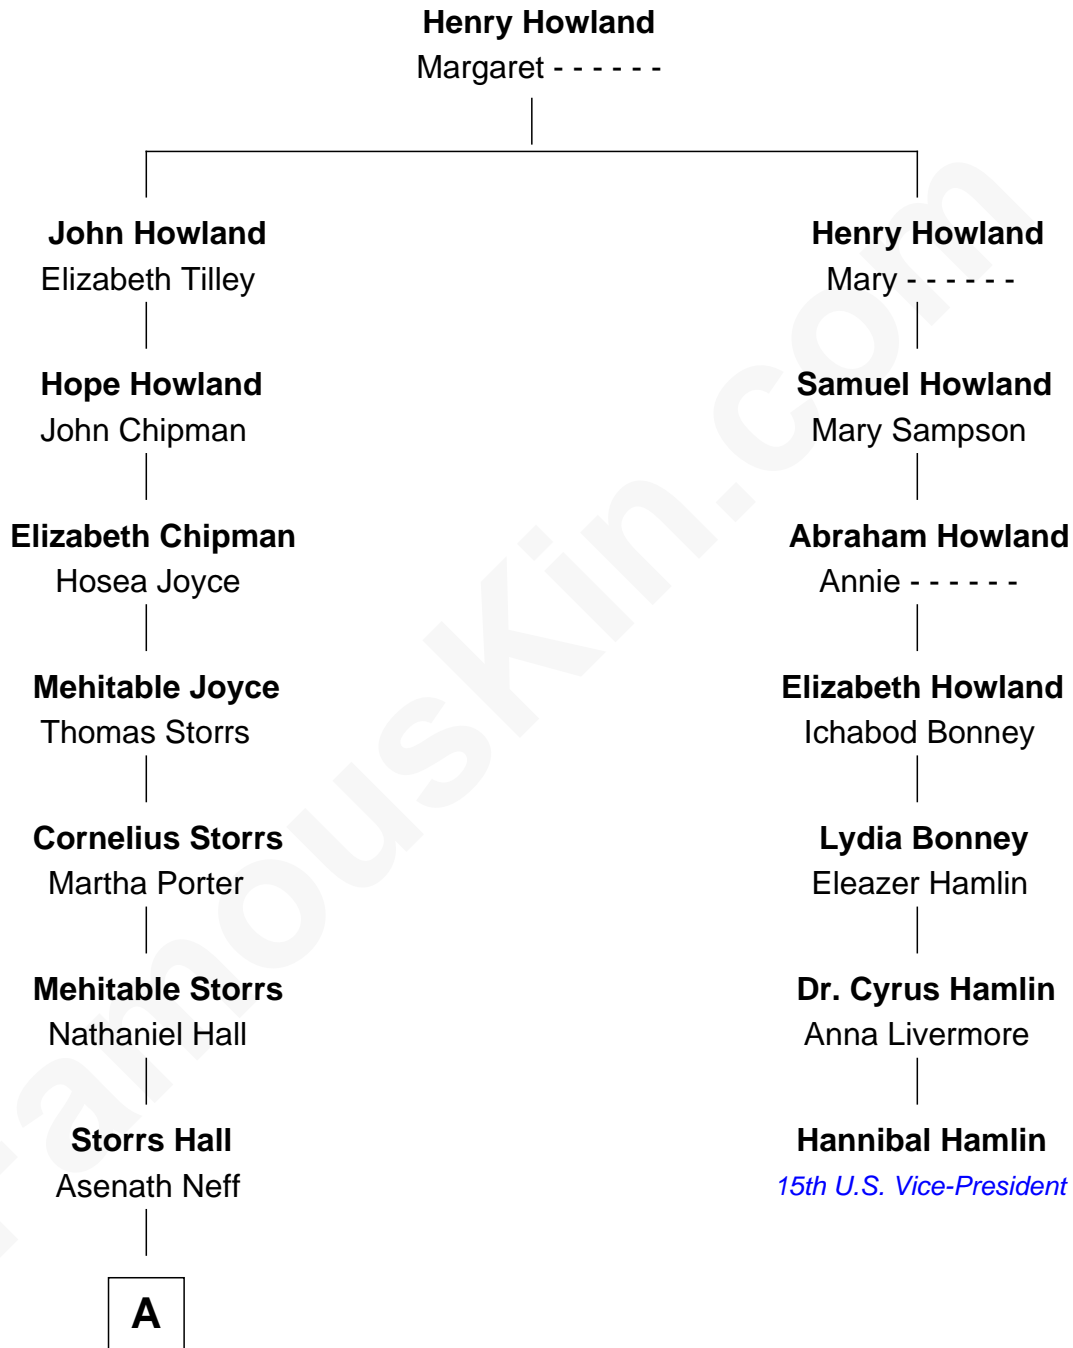 Henry Howland
Margaret - - - - - -
John Howland
Elizabeth Tilley
Henry Howland
Mary - - - - - -
Hope Howland
John Chipman
Samuel Howland
Mary Sampson
Elizabeth Chipman
Hosea Joyce
Abraham Howland
Annie - - - - - -
Mehitable Joyce
Thomas Storrs
Elizabeth Howland
Ichabod Bonney
Cornelius Storrs
Martha Porter
Lydia Bonney
Eleazer Hamlin
Mehitable Storrs
Nathaniel Hall
Dr. Cyrus Hamlin
Anna Livermore
Storrs Hall
Asenath Neff
Hannibal Hamlin
15th U.S. Vice-President
A
FamousKin.com